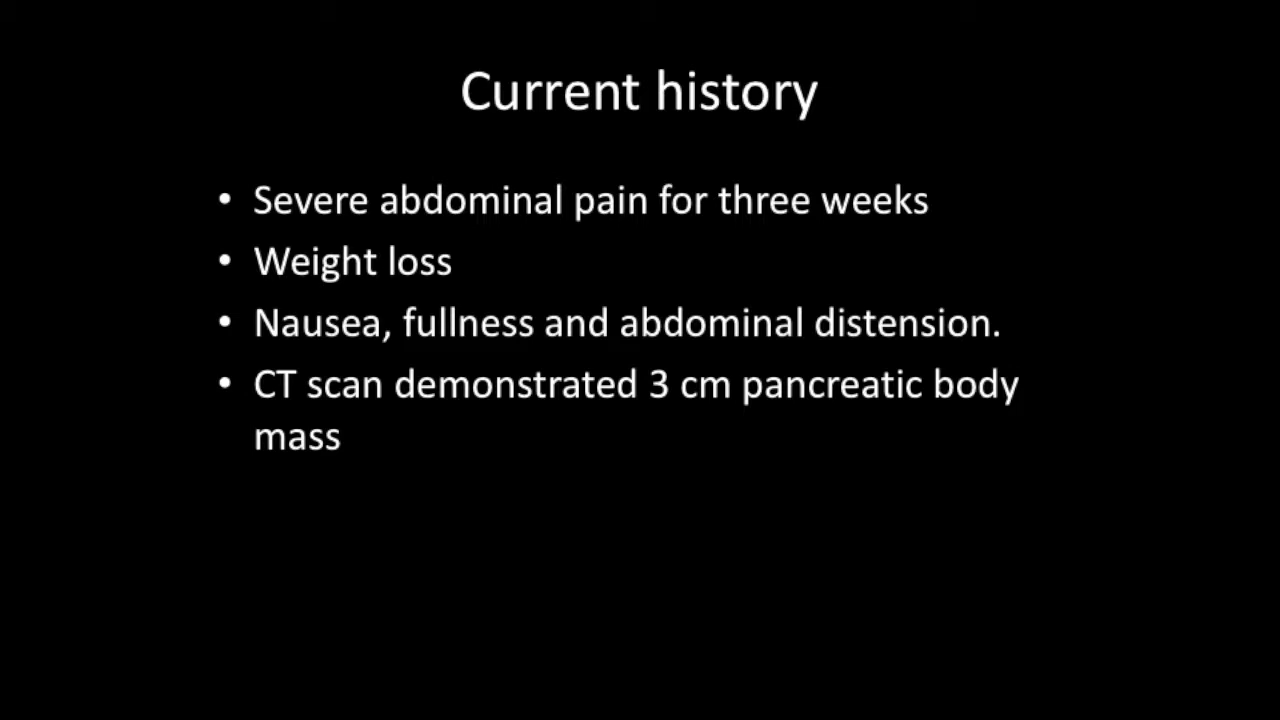 Current history
• Severe abdominal pain for three weeks
• Weight loss
• Nausea, fullness and abdominal distension.
• CT scan demonstrated 3 cm pancreatic body
mass